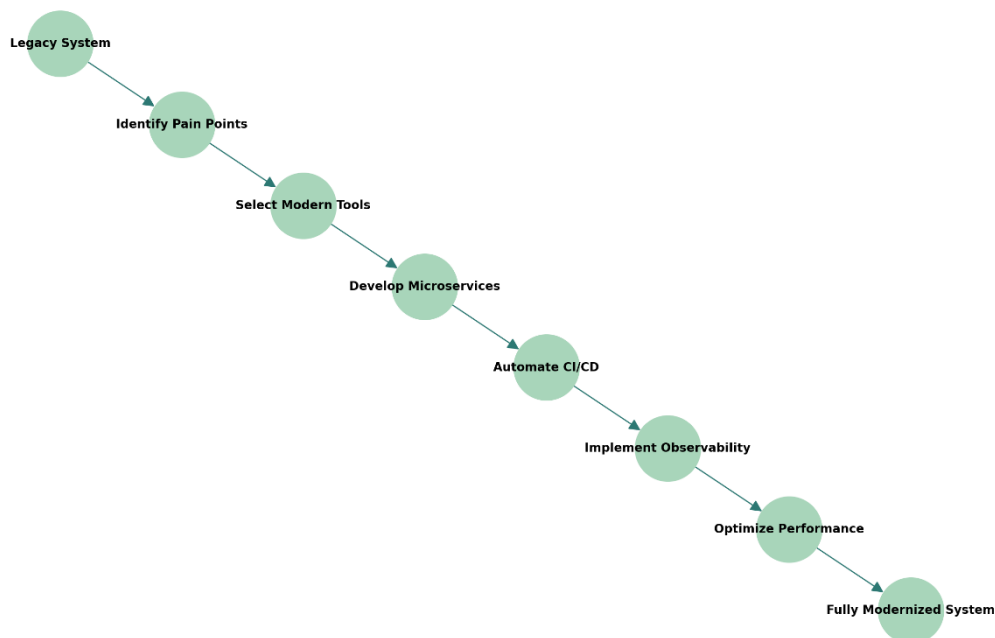 Legacy System
Identify Pain Points
Select Modern Tools
Develop Microservices
Automate CI/CD
Implement Observability
Optimize Performance
Fully Modernized System